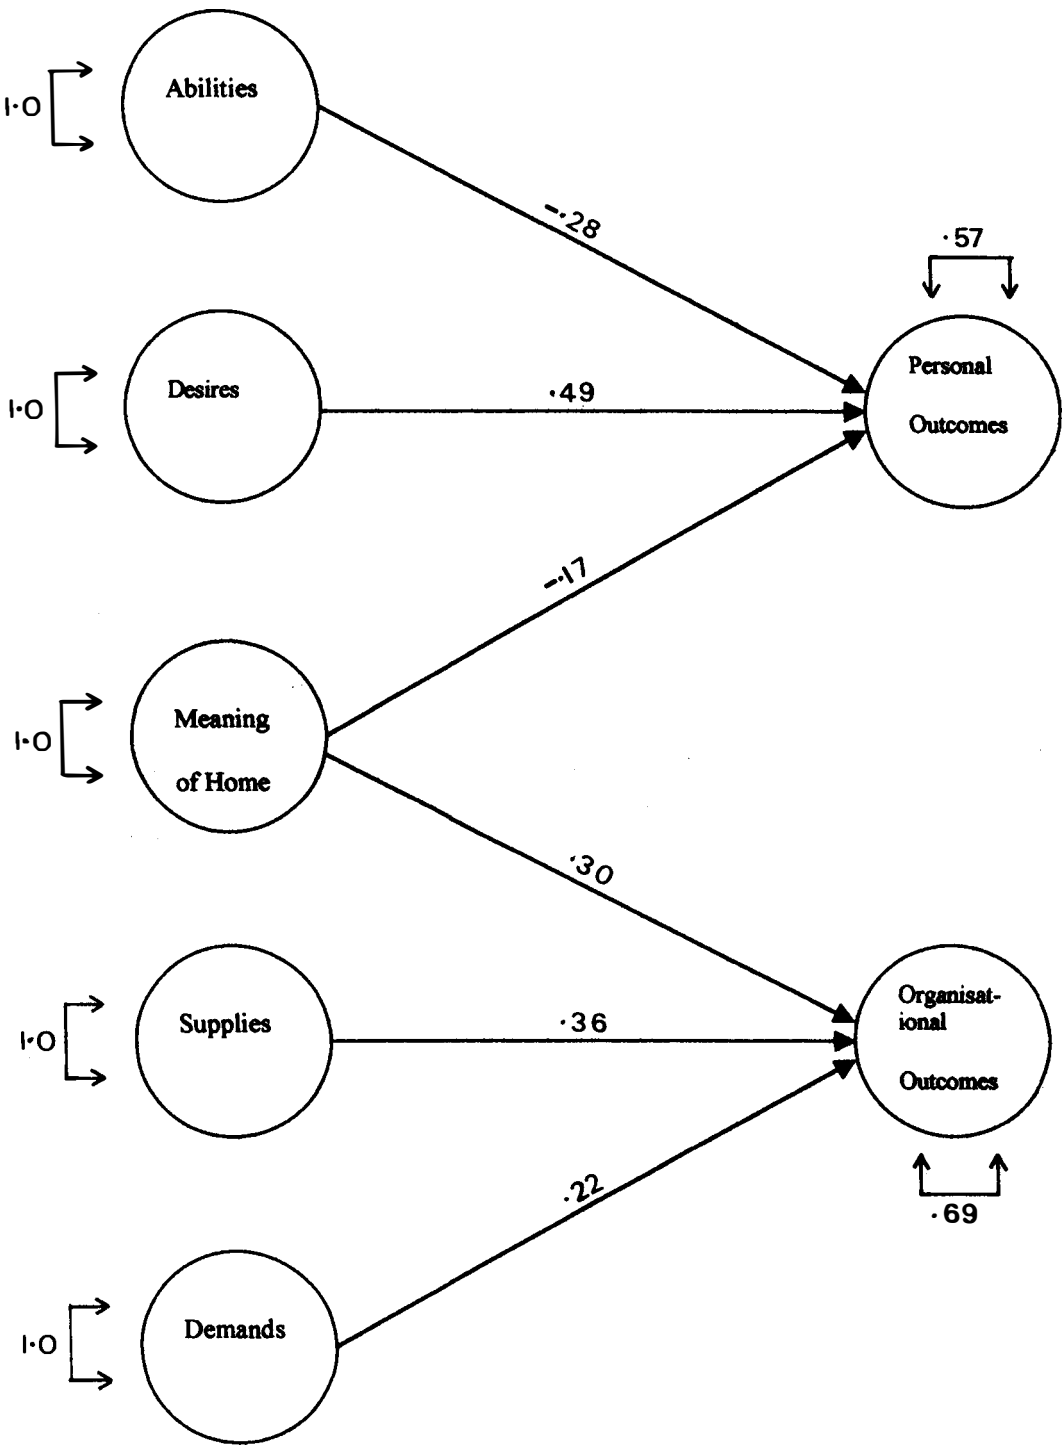 Abilities
1.0
-.28
.57
Personal
Outcomes
Desires
1.0
.49
-.17
Meaning
of Home
1.0
.30
Supplies
1.0
.36
Organisat-
ional
Outcomes
.69
.22
Demands
1.0